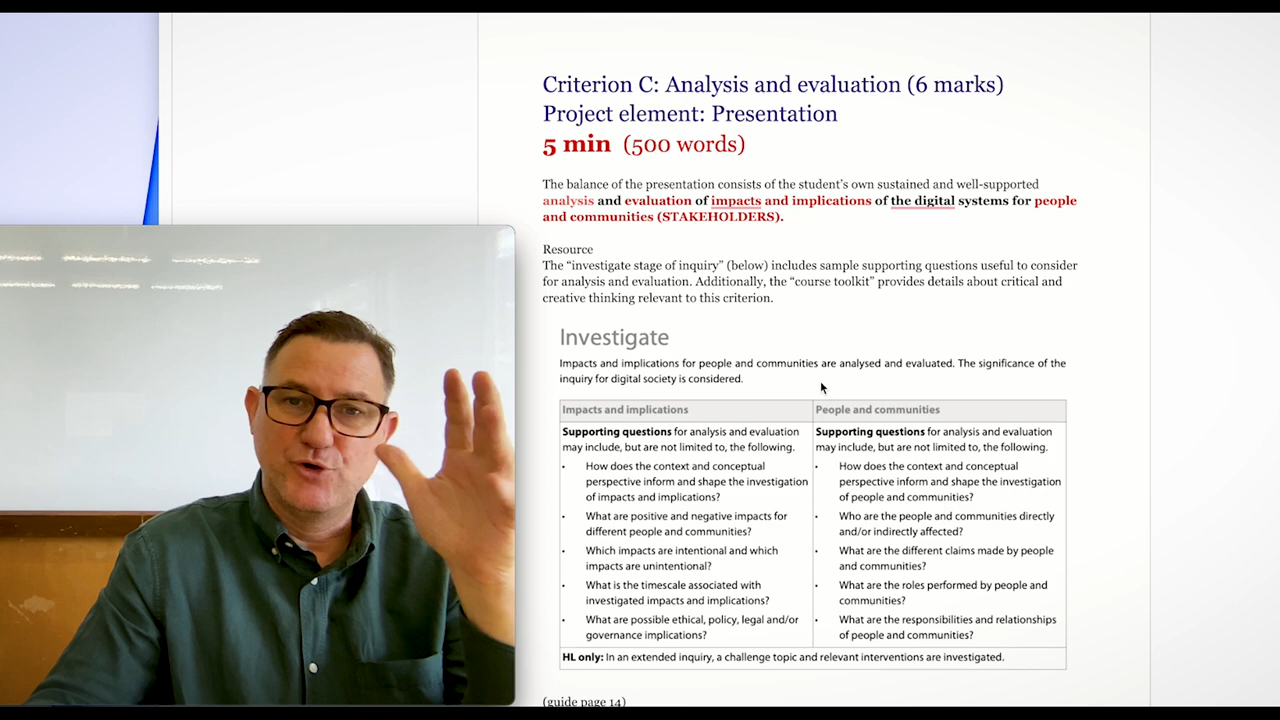 Criterion C: Analysis and evaluation (6 marks)
Project element: Presentation
5 min (500 words)
The balance of the presentation consists of the student's own sustained and well-supported
analysis and evaluation of impacts and implications of the digital systems for people
and communities (STAKEHOLDERS).
Resource
The “investigate stage of inquiry” (below) includes sample supporting questions useful to consider
for analysis and evaluation. Additionally, the “course toolkit” provides details about critical and
creative thinking relevant to this criterion.
Investigate
Impacts and implications for people and communities are analysed and evaluated. The significance of the
inquiry for digital society is considered.
Impacts and implications
Supporting questions for analysis and evaluation
may include, but are not limited to, the following.
• How does the context and conceptual
perspective inform and shape the investigation
of impacts and implications?
• What are positive and negative impacts for
different people and communities?
• Which impacts are intentional and which
impacts are unintentional?
• What is the timescale associated with
investigated impacts and implications?
• What are possible ethical, policy, legal and/or
governance implications?
People and communities
Supporting questions for analysis and evaluation
may include, but are not limited to, the following.
• How does the context and conceptual
perspective inform and shape the investigation
of people and communities?
• Who are the people and communities directly
and/or indirectly affected?
• What are the different claims made by people
and communities?
• What are the roles performed by people and
communities?
• What are the responsibilities and relationships
of people and communities?
HL only: In an extended inquiry, a challenge topic and relevant interventions are investigated.
(guide page 14)